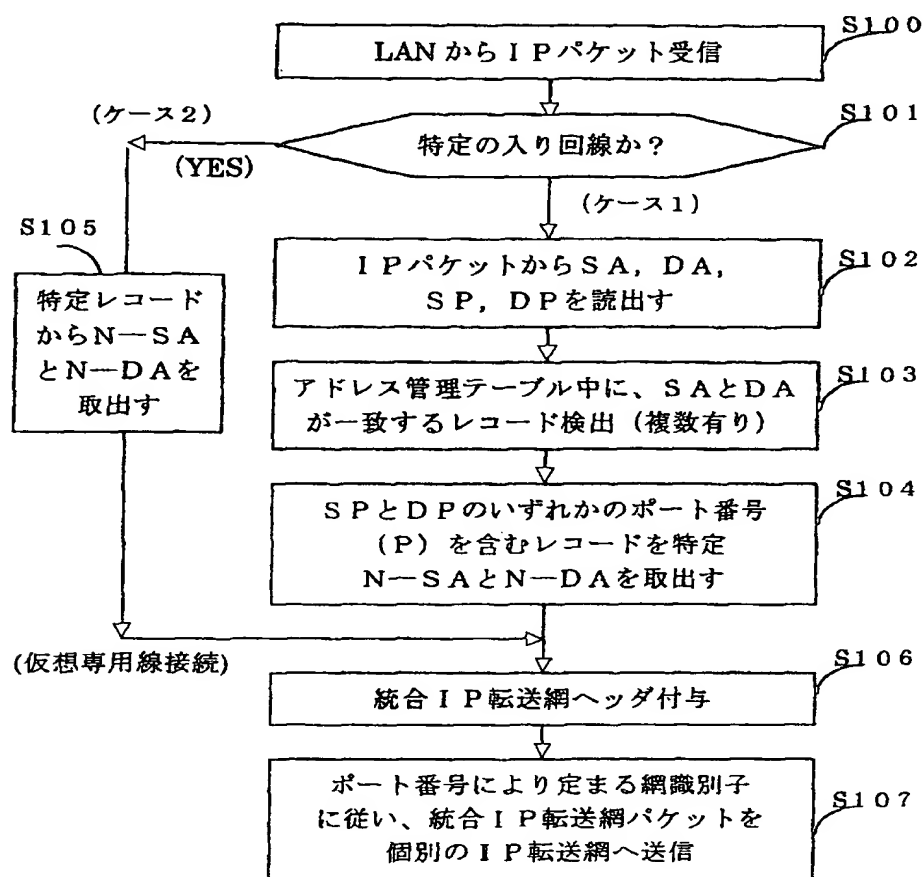 S100
LANからIPパケット受信
(ケース2)
S101
特定の入り回線か?
(YES)
(ケース1)
S105
S102
IPパケットからSA,DA,
SP,DPを読出す
特定レコード
からN—SA
とN—DAを
取出す
S103
アドレス管理テーブル中に、SAとDA
が一致するレコード検出(複数有り)
S104
SPとDPのいずれかのポート番号
(P)を含むレコードを特定
N—SAとN—DAを取出す
(仮想専用線接続)
S106
統合IP転送網ヘッダ付与
S107
ポート番号により定まる網識別子
に従い、統合IP転送網パケットを
個別のIP転送網へ送信